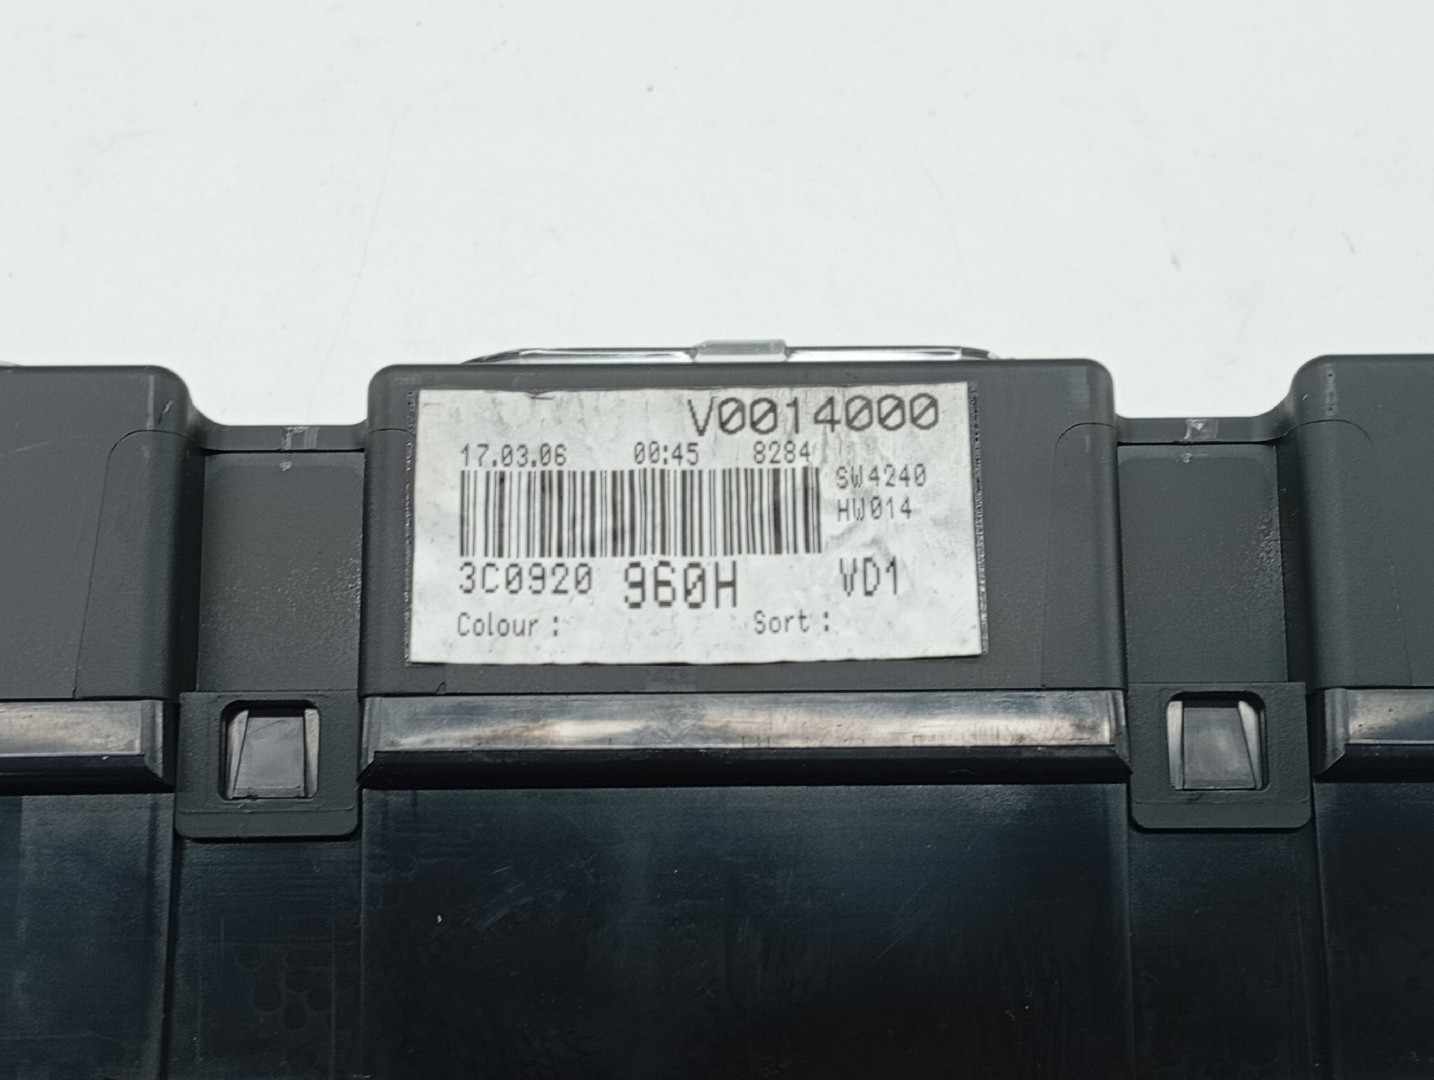 V0014000
17.03.06 00:45 8284
SW4240
HW014
3C0920 960H VD1
Colour : Sort :